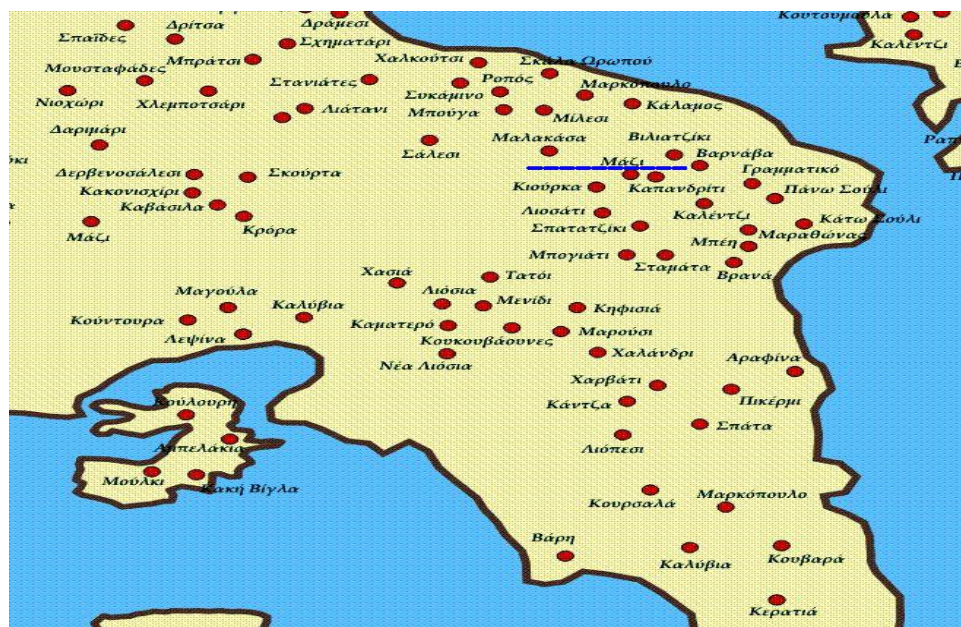 Δράμεσι
Κουτουμούλα
Δρίτσα
Σπαΐδες
Σχηματάρι
Καλέντζι
Μπράτσι
Χαλκούτσι
Σκάλα Ωρωπού
Μουσταφάδες
Στανιάτες
Ροπός
Μαρκόπουλο
Νιοχώρι
Χλεμποτσάρι
Συκάμινο
Κάλαμος
Λιάτανι
Μπούγα
Μίλεσι
Δαριμάρι
Μαλακάσα
Βιλιατζίκι
Σάλεσι
Βαρνάβα
Μάζι
Δερβενοσάλεσι
Σκούρτα
Γραμματικό
Κακονισχίρι
Κιούρκα
Καπανδρίτι
Πάνω Σούλι
Καβάσιλα
Λιοσάτι
Καλέντζι
Κάτω Σούλι
Κρόρα
Σπατατζίκι
Μαραθώνας
Μάζι
Μπέη
Μπογιάτι
Σταμάτα
Βρανά
Χασιά
Τατόι
Μαγούλα
Λιόσια
Μενίδι
Καλύβια
Κηφισιά
Κούντουρα
Καματερό
Λεψίνα
Κουκουβάουνες
Μαρούσι
Νέα Λιόσια
Χαλάνδρι
Αραφίνα
Χαρβάτι
Κούλουρη
Κάντζα
Πικέρμι
Σπάτα
Αμπελάκια
Λιόπεσι
Μούλκι
Κακή Βίγλα
Κουρσαλά
Μαρκόπουλο
Βάρη
Καλύβια
Κουβαρά
Κερατιά